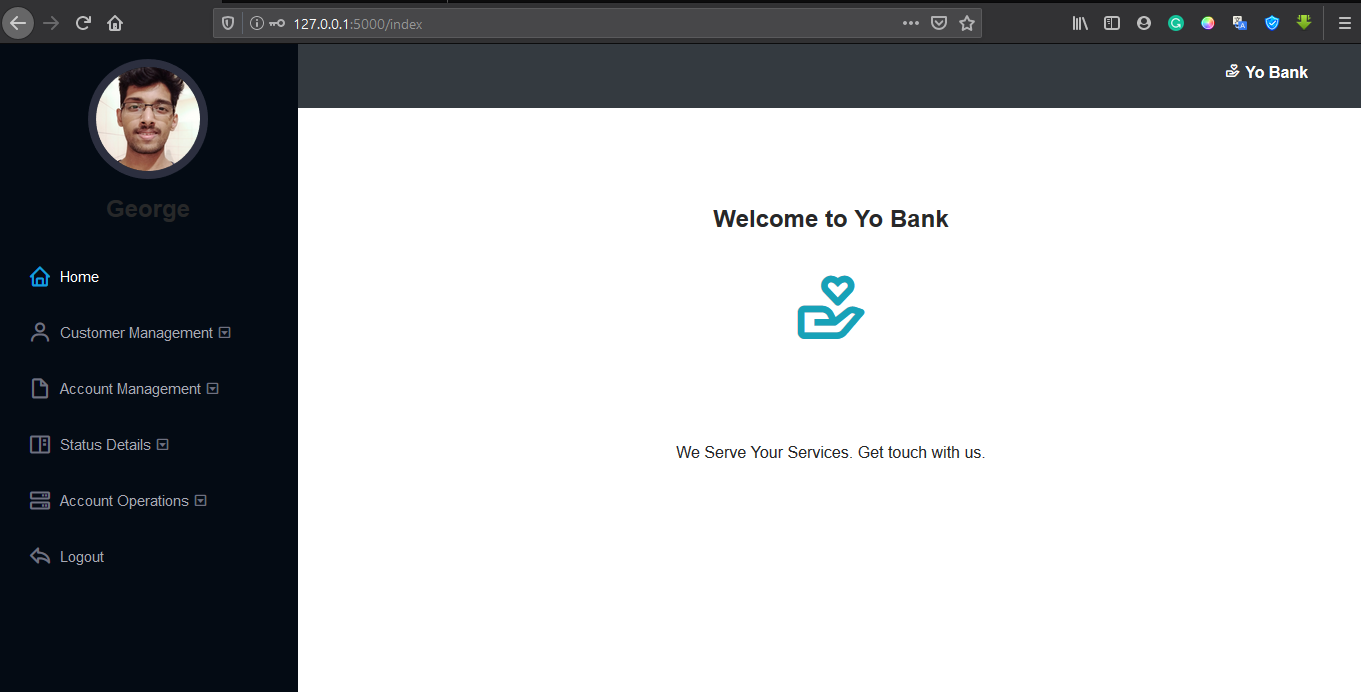 127.0.0.1:5000/index
Yo Bank
George
Home
Customer Management
Account Management
Status Details
Account Operations
Logout
Welcome to Yo Bank
We Serve Your Services. Get touch with us.